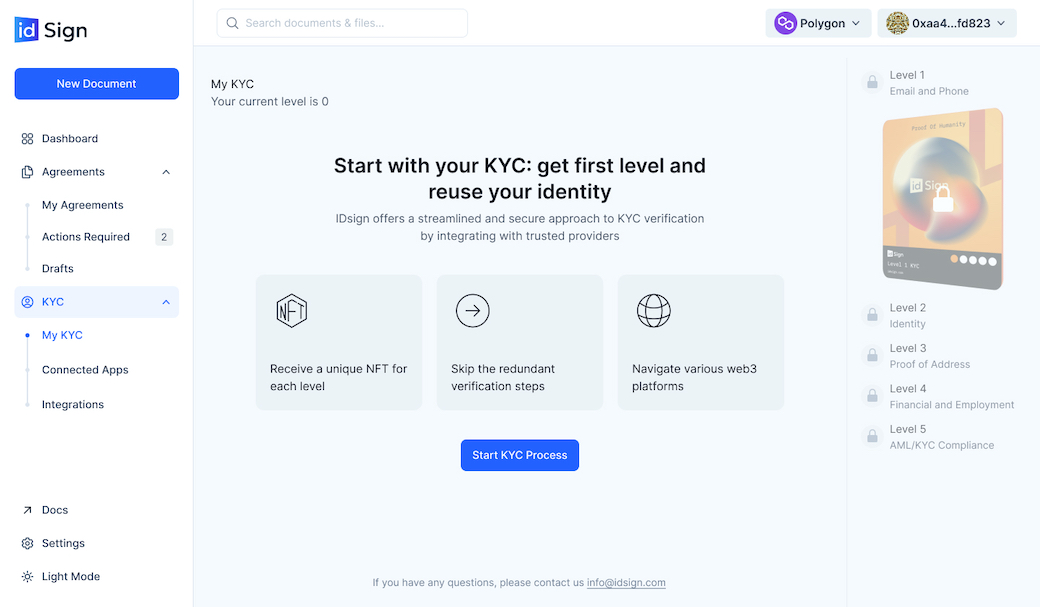 idSign
Search documents & files...
Polygon
0xaa4...fd823
New Document
Dashboard
Agreements
My Agreements
Actions Required
2
Drafts
KYC
My KYC
Connected Apps
Integrations
Docs
Settings
Light Mode
My KYC
Your current level is 0
Start with your KYC: get first level and
reuse your identity
IDsign offers a streamlined and secure approach to KYC verification
by integrating with trusted providers
NFT
Receive a unique NFT for
each level
Skip the redundant
verification steps
Navigate various web3
platforms
Start KYC Process
If you have any questions, please contact us info@idsign.com
Level 1
Email and Phone
Proof Of Humanity
idSign
idSign
Level 1 KYC
Level 2
Identity
Level 3
Proof of Address
Level 4
Financial and Employment
Level 5
AML/KYC Compliance